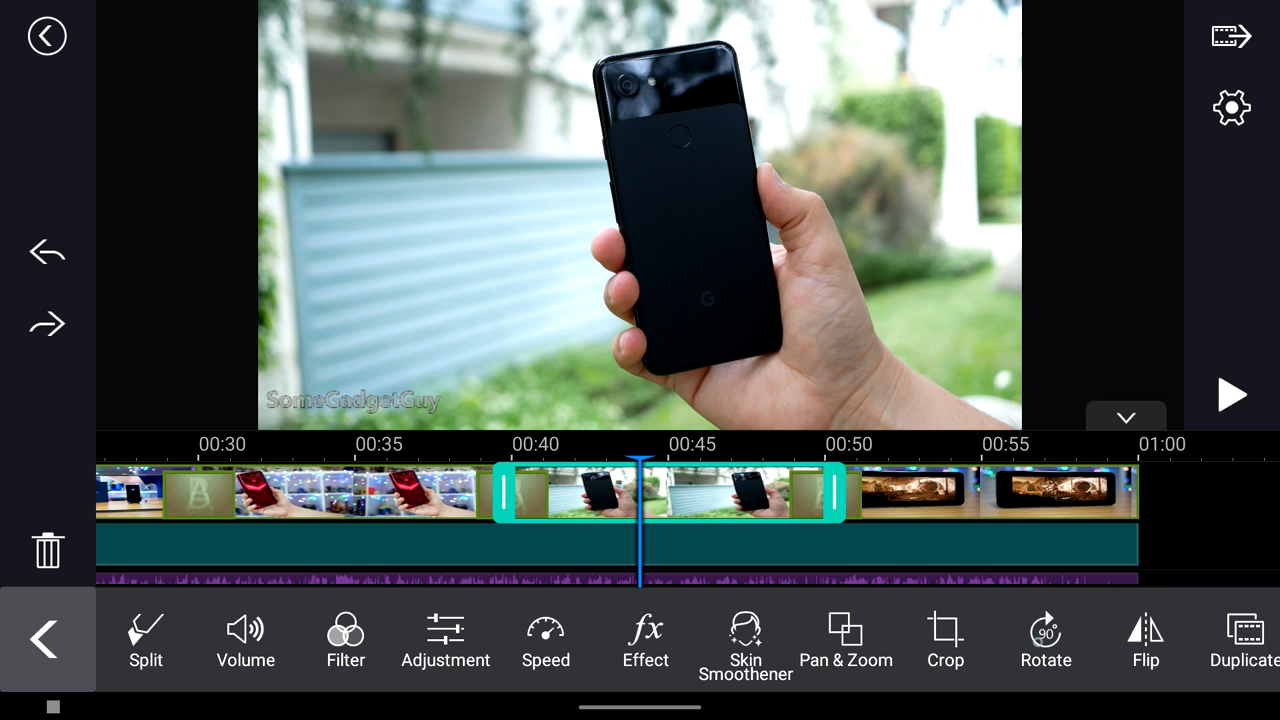 SomeGadgetGuy
G
00:30
00:35
00:40
00:45
00:50
00:55
01:00
B
B
B
Split
Volume
Filter
Adjustment
Speed
fx
Effect
Skin
Smoothener
Pan & Zoom
Crop
90°
Rotate
Flip
Duplicate